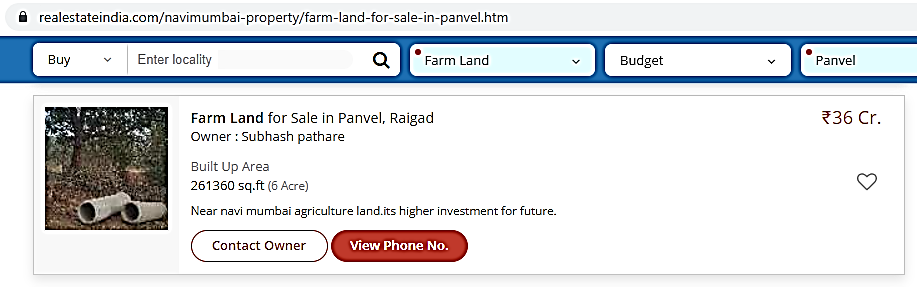 realestateindia.com/navimumbai-property/farm-land-for-sale-in-panvel.htm
Buy Enter locality Farm Land Budget Panvel
Farm Land for Sale in Panvel, Raigad ₹36 Cr.
Owner : Subhash pathare
Built Up Area
261360 sq.ft (6 Acre)
Near navi mumbai agriculture land.its higher investment for future.
Contact Owner View Phone No.